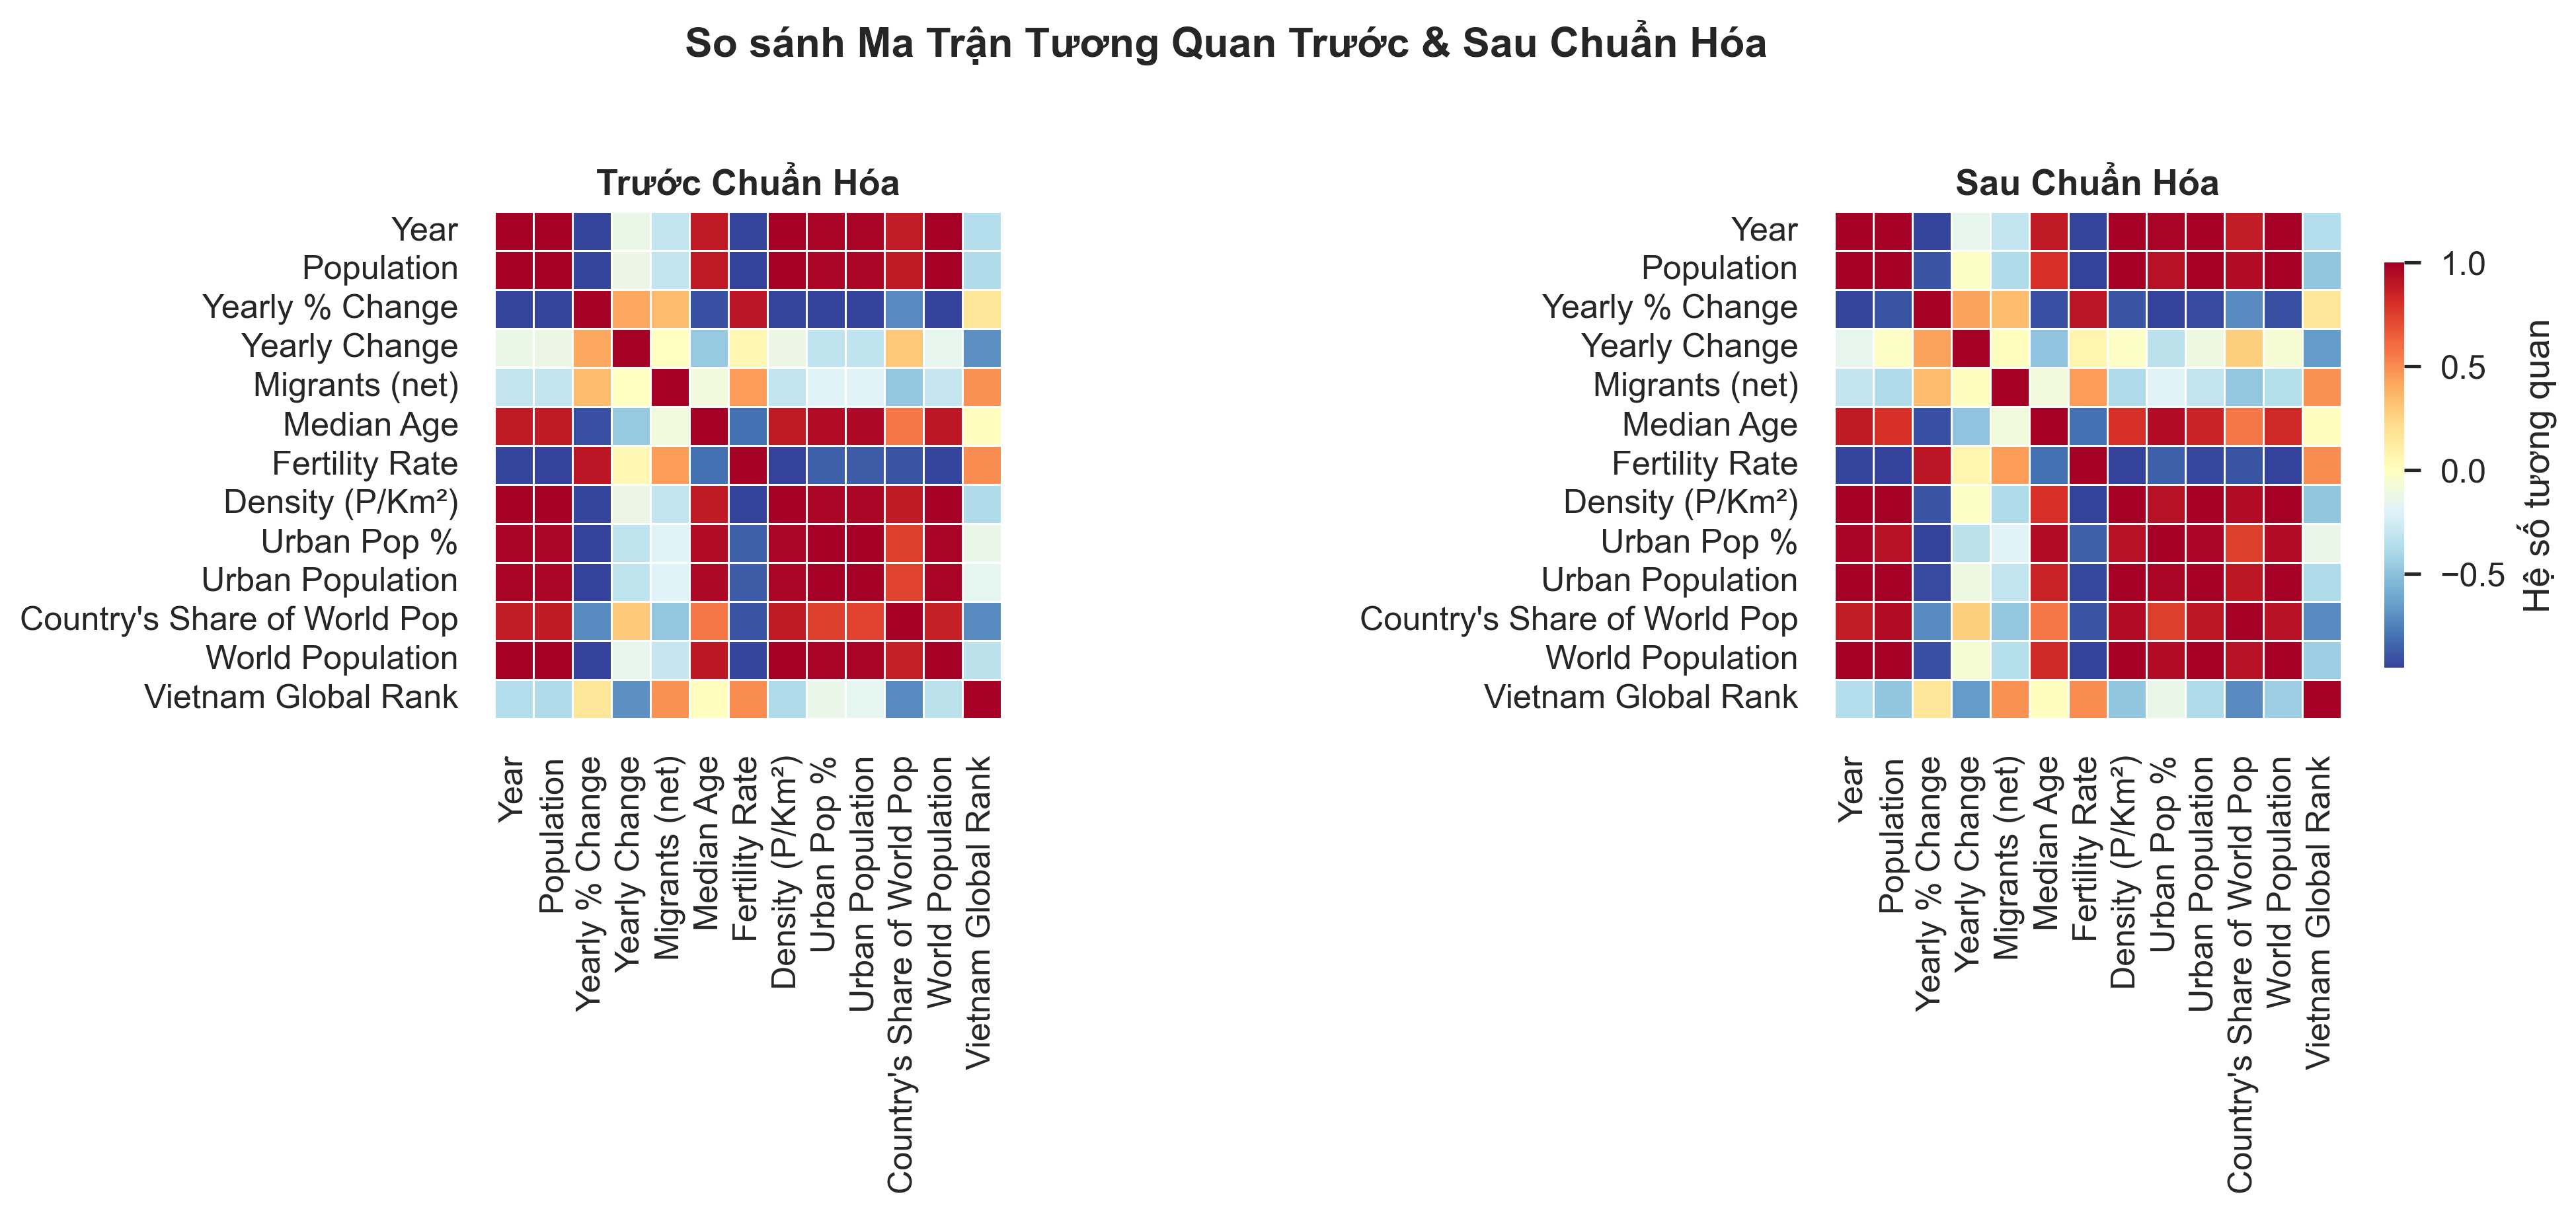 So sánh Ma Trận Tương Quan Trước & Sau Chuẩn Hóa
Trước Chuẩn Hóa
Year
Population
Yearly % Change
Yearly Change
Migrants (net)
Median Age
Fertility Rate
Density (P/Km²)
Urban Pop %
Urban Population
Country's Share of World Pop
World Population
Vietnam Global Rank
Year
Population
Yearly % Change
Yearly Change
Migrants (net)
Median Age
Fertility Rate
Density (P/Km²)
Urban Pop %
Urban Population
Country's Share of World Pop
World Population
Vietnam Global Rank
Sau Chuẩn Hóa
Year
Population
Yearly % Change
Yearly Change
Migrants (net)
Median Age
Fertility Rate
Density (P/Km²)
Urban Pop %
Urban Population
Country's Share of World Pop
World Population
Vietnam Global Rank
Year
Population
Yearly % Change
Yearly Change
Migrants (net)
Median Age
Fertility Rate
Density (P/Km²)
Urban Pop %
Urban Population
Country's Share of World Pop
World Population
Vietnam Global Rank
1.0
0.5
0.0
−0.5
Hệ số tương quan